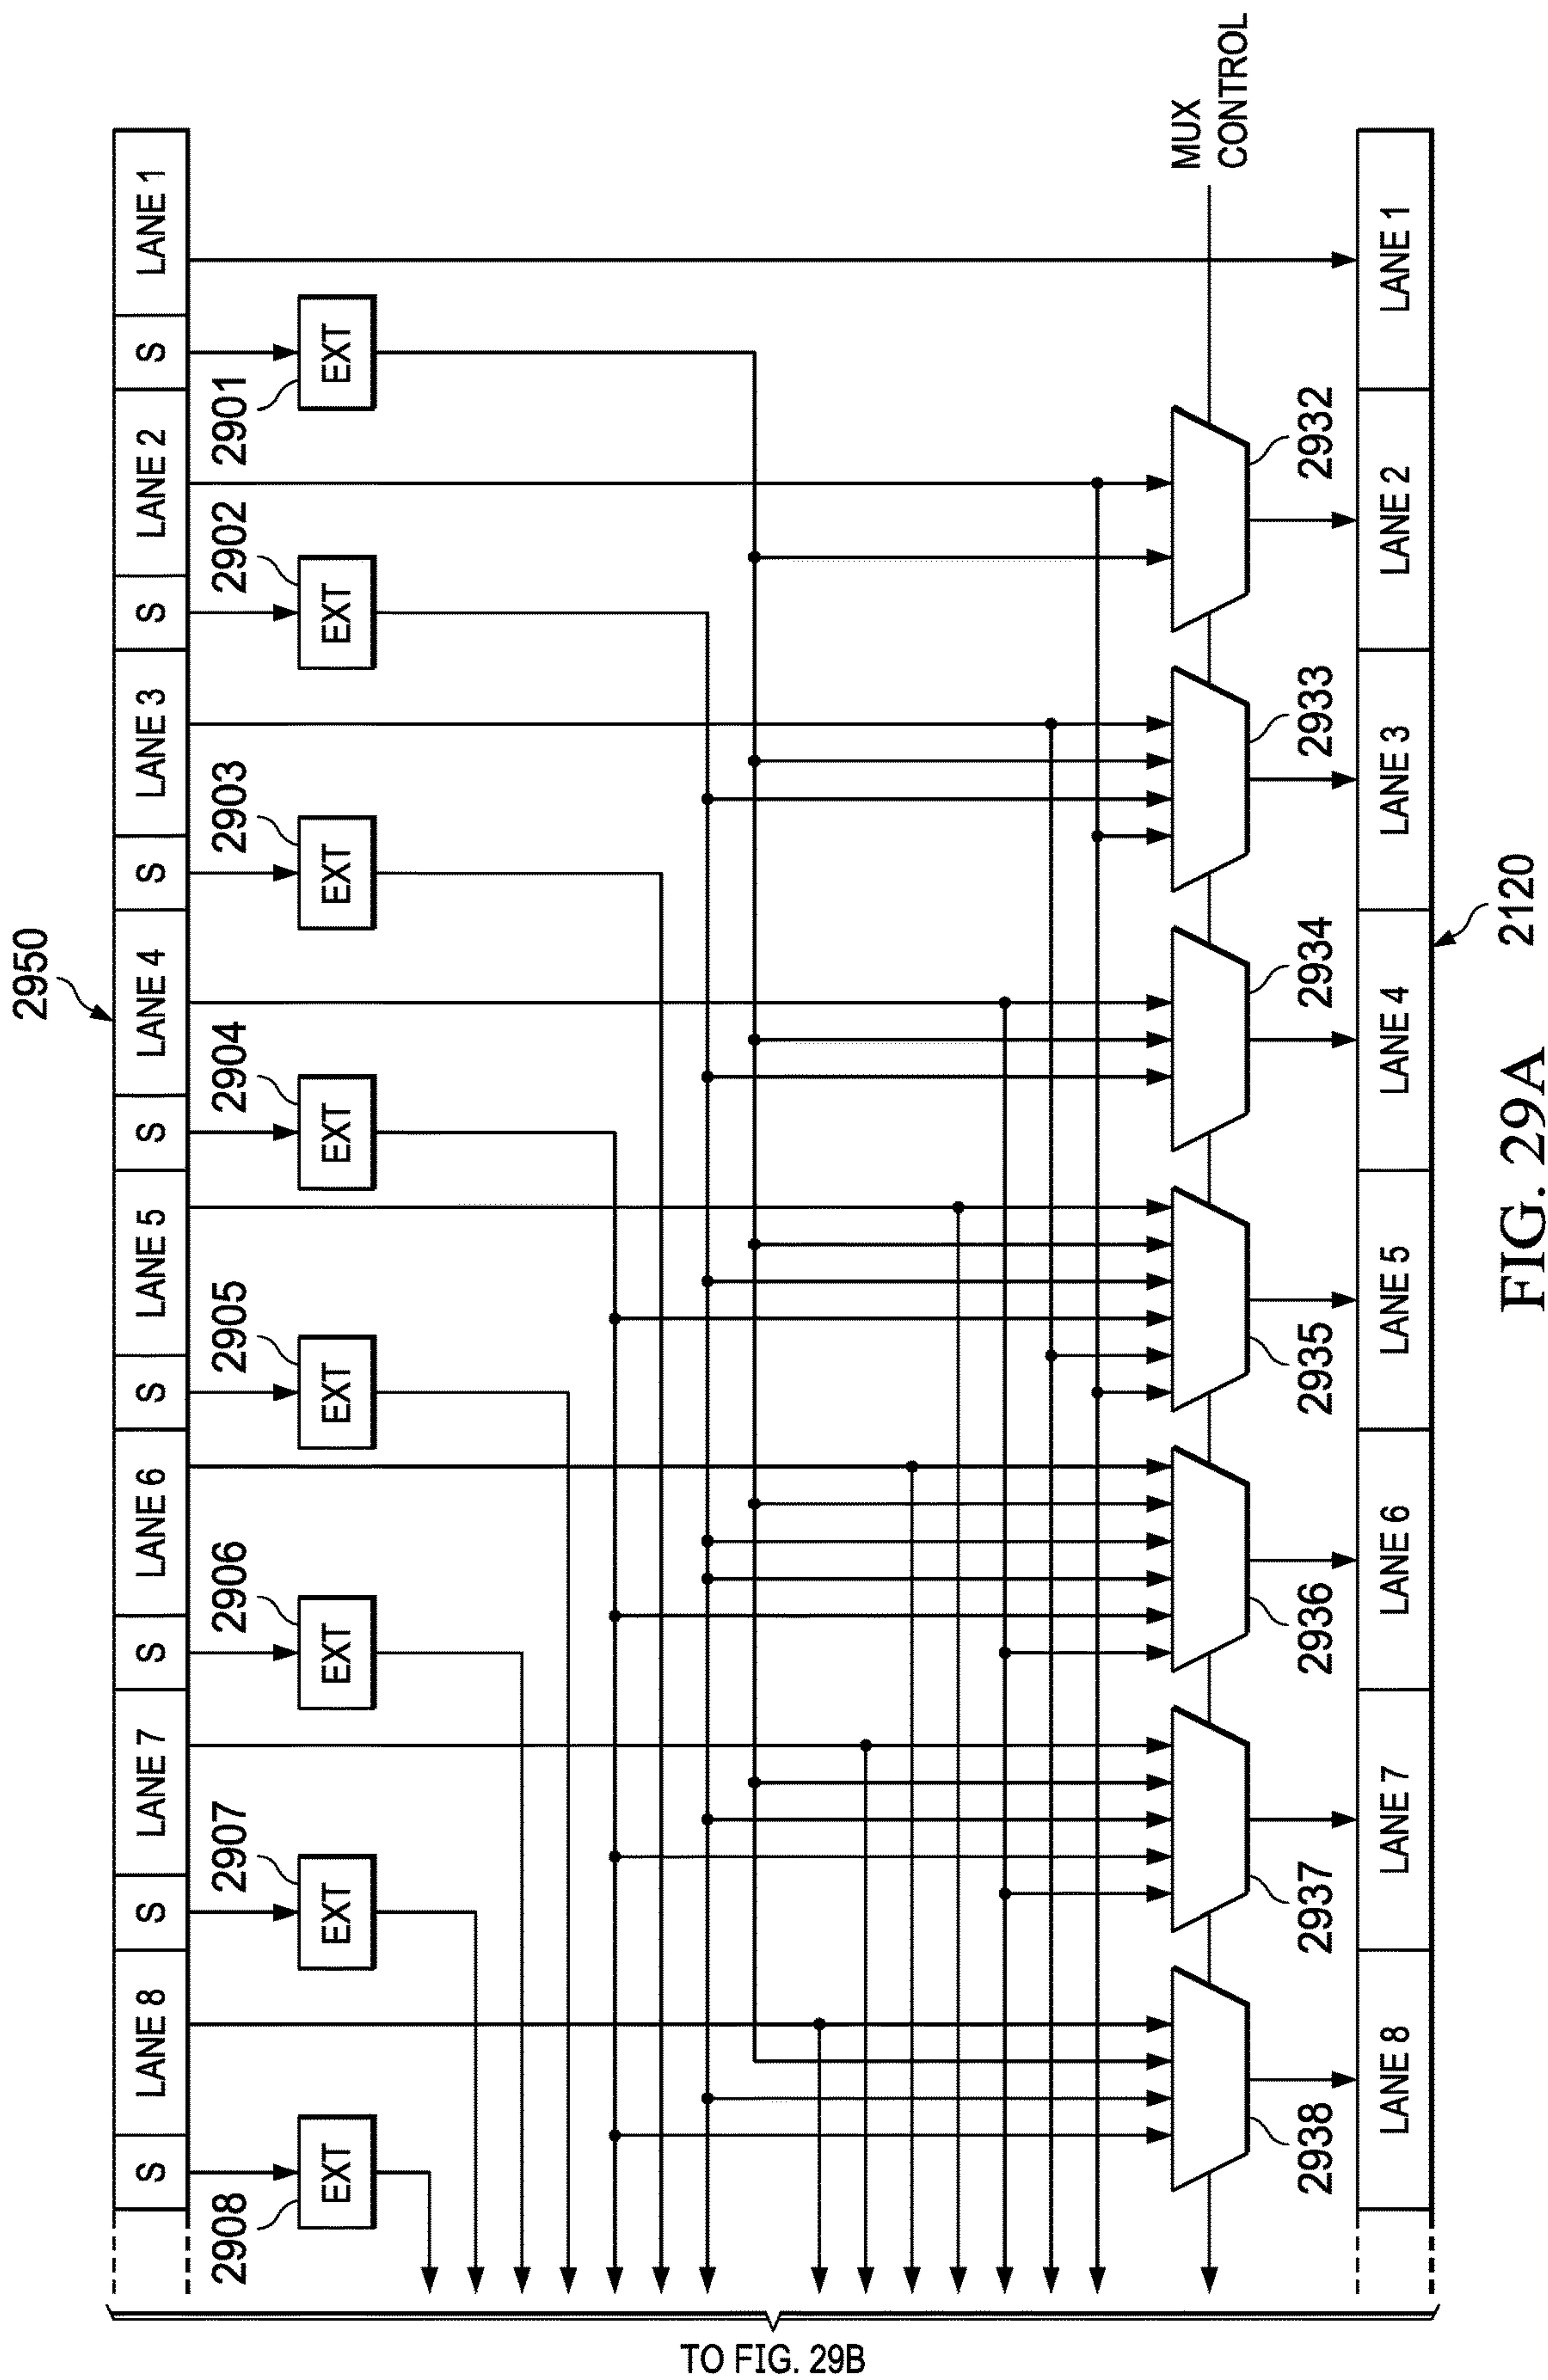 2950
LANE 8
S
LANE 7
S
LANE 6
S
LANE 5
S
LANE 4
S
LANE 3
S
LANE 2
S
LANE 1
S
2908
2907
2906
2905
2904
2903
2902
2901
EXT
EXT
EXT
EXT
EXT
EXT
EXT
EXT
TO FIG. 29B
MUX
CONTROL
2938
2937
2936
2935
2934
2933
2932
LANE 8
LANE 7
LANE 6
LANE 5
LANE 4
LANE 3
LANE 2
LANE 1
2120
FIG. 29A